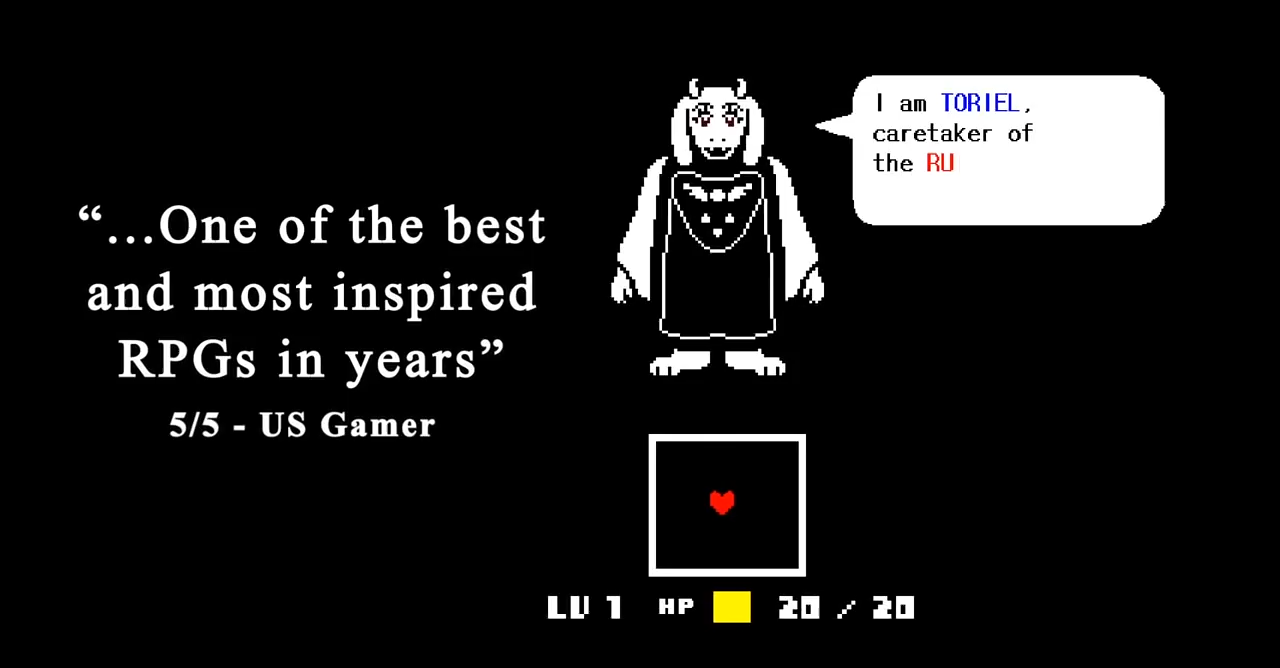 “...One of the best
and most inspired
RPGs in years”
5/5 - US Gamer
I am TORIEL,
caretaker of
the RU
LV 1 HP 20 / 20